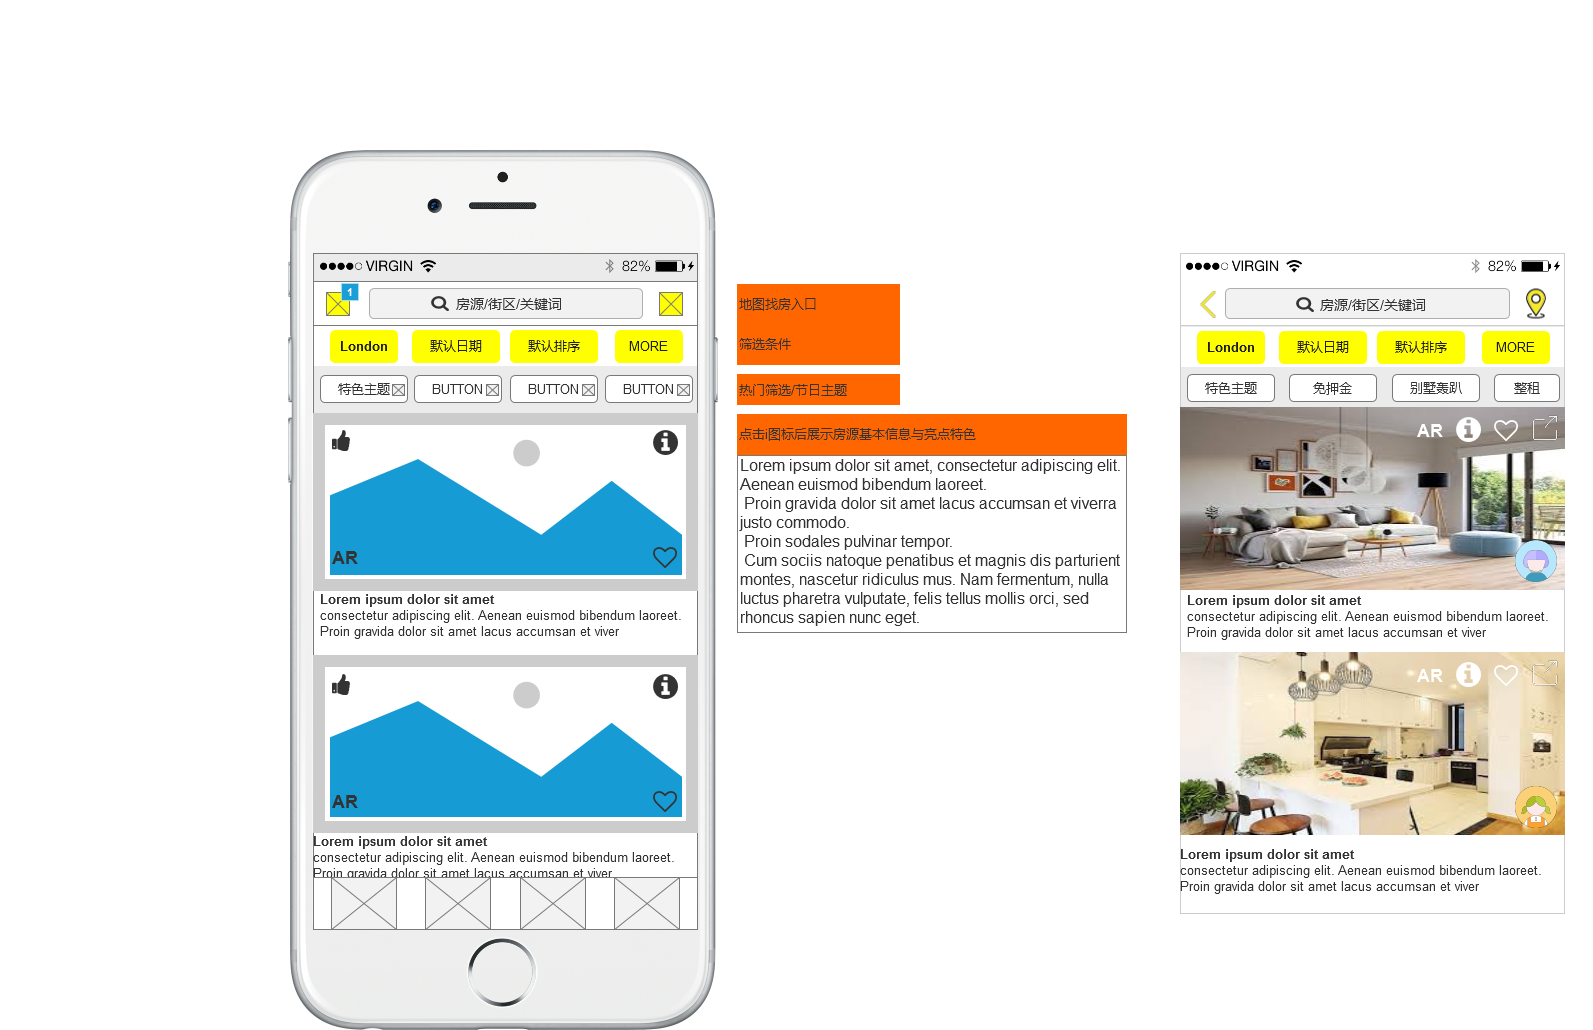 VIRGIN
82%
1
房源/街区/关键词
London
默认日期
默认排序
MORE
特色主题
BUTTON
BUTTON
BUTTON
AR
Lorem ipsum dolor sit amet
consectetur adipiscing elit. Aenean euismod bibendum laoreet.
Proin gravida dolor sit amet lacus accumsan et viver
AR
Lorem ipsum dolor sit amet
consectetur adipiscing elit. Aenean euismod bibendum laoreet.
Proin gravida dolor sit amet lacus accumsan et viver
地图找房入口
筛选条件
热门筛选/节日主题
点击i图标后展示房源基本信息与亮点特色
Lorem ipsum dolor sit amet, consectetur adipiscing elit.
Aenean euismod bibendum laoreet.
Proin gravida dolor sit amet lacus accumsan et viverra
justo commodo.
Proin sodales pulvinar tempor.
Cum sociis natoque penatibus et magnis dis parturient
montes, nascetur ridiculus mus. Nam fermentum, nulla
luctus pharetra vulputate, felis tellus mollis orci, sed
rhoncus sapien nunc eget.
VIRGIN
82%
房源/街区/关键词
London
默认日期
默认排序
MORE
特色主题
免押金
别墅轰趴
整租
AR
Lorem ipsum dolor sit amet
consectetur adipiscing elit. Aenean euismod bibendum laoreet.
Proin gravida dolor sit amet lacus accumsan et viver
AR
Lorem ipsum dolor sit amet
consectetur adipiscing elit. Aenean euismod bibendum laoreet.
Proin gravida dolor sit amet lacus accumsan et viver